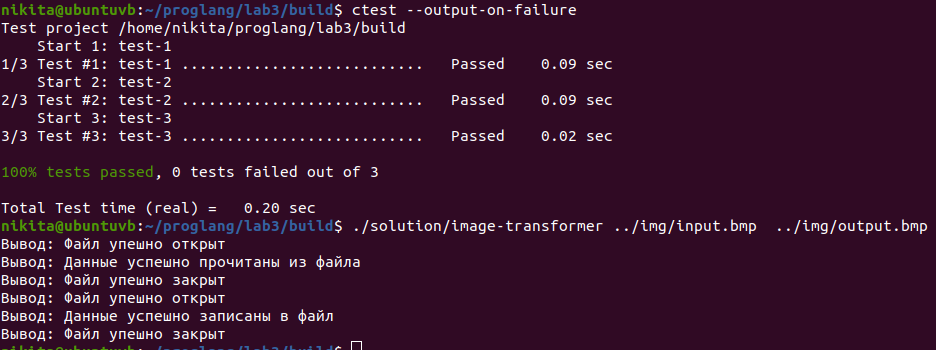 nikita@ubuntuvb:~/proglang/lab3/build$ ctest --output-on-failure
Test project /home/nikita/proglang/lab3/build
    Start 1: test-1
1/3 Test #1: test-1 ...........................   Passed    0.09 sec
    Start 2: test-2
2/3 Test #2: test-2 ...........................   Passed    0.09 sec
    Start 3: test-3
3/3 Test #3: test-3 ...........................   Passed    0.02 sec

100% tests passed, 0 tests failed out of 3

Total Test time (real) =   0.20 sec
nikita@ubuntuvb:~/proglang/lab3/build$ ./solution/image-transformer ../img/input.bmp  ../img/output.bmp
Вывод: Файл упешно открыт
Вывод: Данные успешно прочитаны из файла
Вывод: Файл упешно закрыт
Вывод: Файл упешно открыт
Вывод: Данные успешно записаны в файл
Вывод: Файл упешно закрыт
nikita@ubuntuvb:~/proglang/lab3/build$